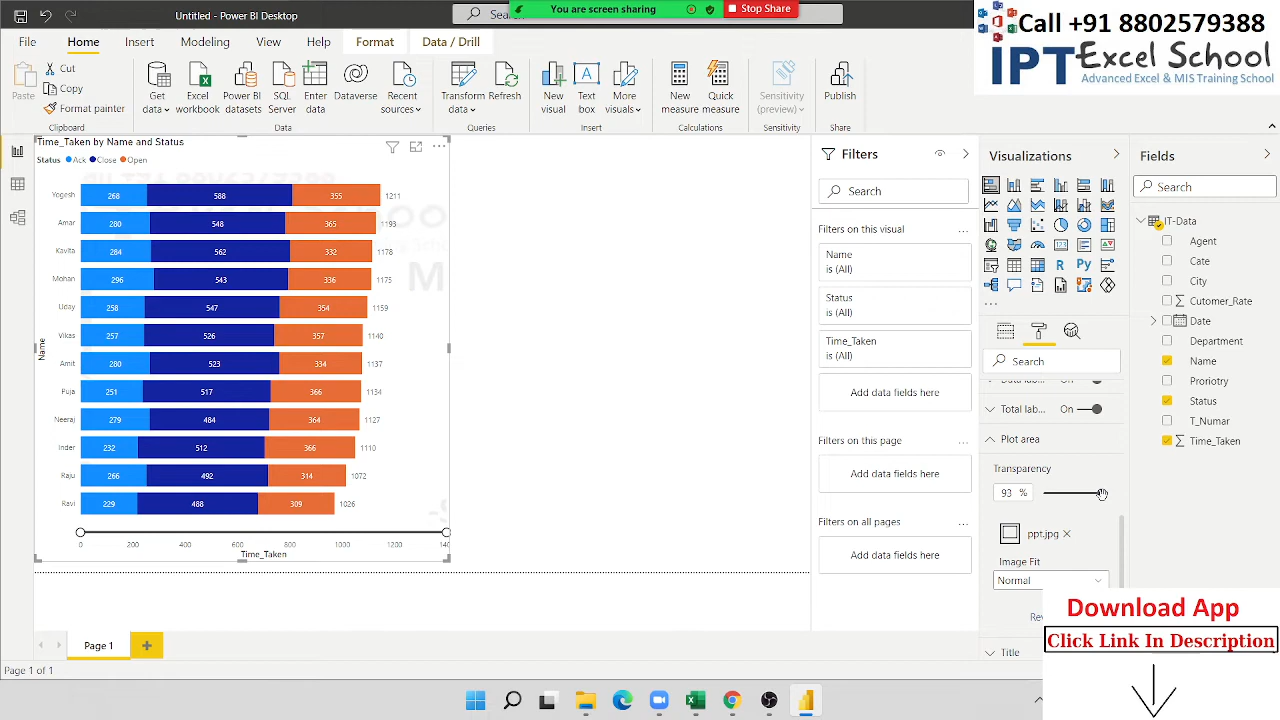 Untitled - Power BI Desktop
You are screen sharing
Stop Share
Call +91 8802579388
IPT Excel School
Advanced Excel & MIS Training School
File
Home
Insert
Modeling
View
Help
Format
Data / Drill
Paste
Cut
Copy
Format painter
Get data
Excel workbook
Power BI datasets
SQL Server
Enter data
Dataverse
Recent sources
Transform data
Refresh
New visual
Text box
More visuals
New measure
Quick measure
Sensitivity (preview)
Publish
Clipboard
Data
Queries
Insert
Calculations
Sensitivity
Share
Time_Taken by Name and Status
Status Ack Close Open
Yogesh 268 588 355 1211
Amar 280 548 365 1193
Kavita 284 562 332 1178
Mohan 296 543 336 1175
Uday 258 547 354 1159
Vikas 257 526 357 1140
Amit 280 523 334 1137
Puja 251 517 366 1134
Neeraj 279 484 364 1127
Inder 232 512 366 1110
Raju 266 492 314 1072
Ravi 229 488 309 1026
Name
0 200 400 600 800 1000 1200
Time_Taken
Filters
Search
Filters on this visual
Name
is (All)
Status
is (All)
Time_Taken
is (All)
Add data fields here
Filters on this page
Add data fields here
Filters on all pages
Add data fields here
Visualizations
Search
Total lab... On
Plot area
Transparency
93 %
ppt.jpg
Image Fit
Normal
Title
Fields
Search
IT-Data
Agent
Cate
City
Cutomer_Rate
Date
Department
Name
Proriotry
Status
T_Numar
Time_Taken
Download App
Click Link In Description
Page 1
Page 1 of 1